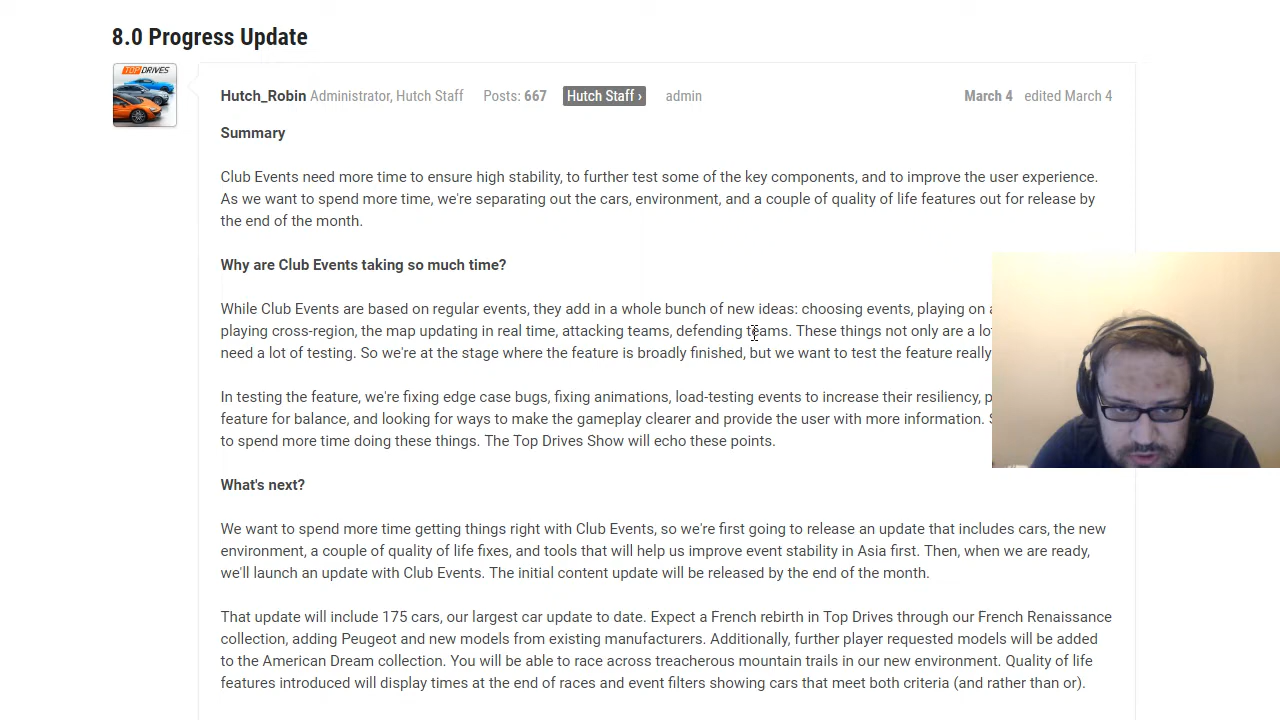 8.0 Progress Update
TOP DRIVES
Hutch_Robin Administrator, Hutch Staff Posts: 667 Hutch Staff › admin March 4 edited March 4
Summary
Club Events need more time to ensure high stability, to further test some of the key components, and to improve the user experience.
As we want to spend more time, we're separating out the cars, environment, and a couple of quality of life features out for release by
the end of the month.
Why are Club Events taking so much time?
While Club Events are based on regular events, they add in a whole bunch of new ideas: choosing events, playing on
playing cross-region, the map updating in real time, attacking teams, defending teams. These things not only are a
need a lot of testing. So we're at the stage where the feature is broadly finished, but we want to test the feature really
In testing the feature, we're fixing edge case bugs, fixing animations, load-testing events to increase their resiliency,
feature for balance, and looking for ways to make the gameplay clearer and provide the user with more information.
to spend more time doing these things. The Top Drives Show will echo these points.
What's next?
We want to spend more time getting things right with Club Events, so we're first going to release an update that includes cars, the new
environment, a couple of quality of life fixes, and tools that will help us improve event stability in Asia first. Then, when we are ready,
we'll launch an update with Club Events. The initial content update will be released by the end of the month.
That update will include 175 cars, our largest car update to date. Expect a French rebirth in Top Drives through our French Renaissance
collection, adding Peugeot and new models from existing manufacturers. Additionally, further player requested models will be added
to the American Dream collection. You will be able to race across treacherous mountain trails in our new environment. Quality of life
features introduced will display times at the end of races and event filters showing cars that meet both criteria (and rather than or).